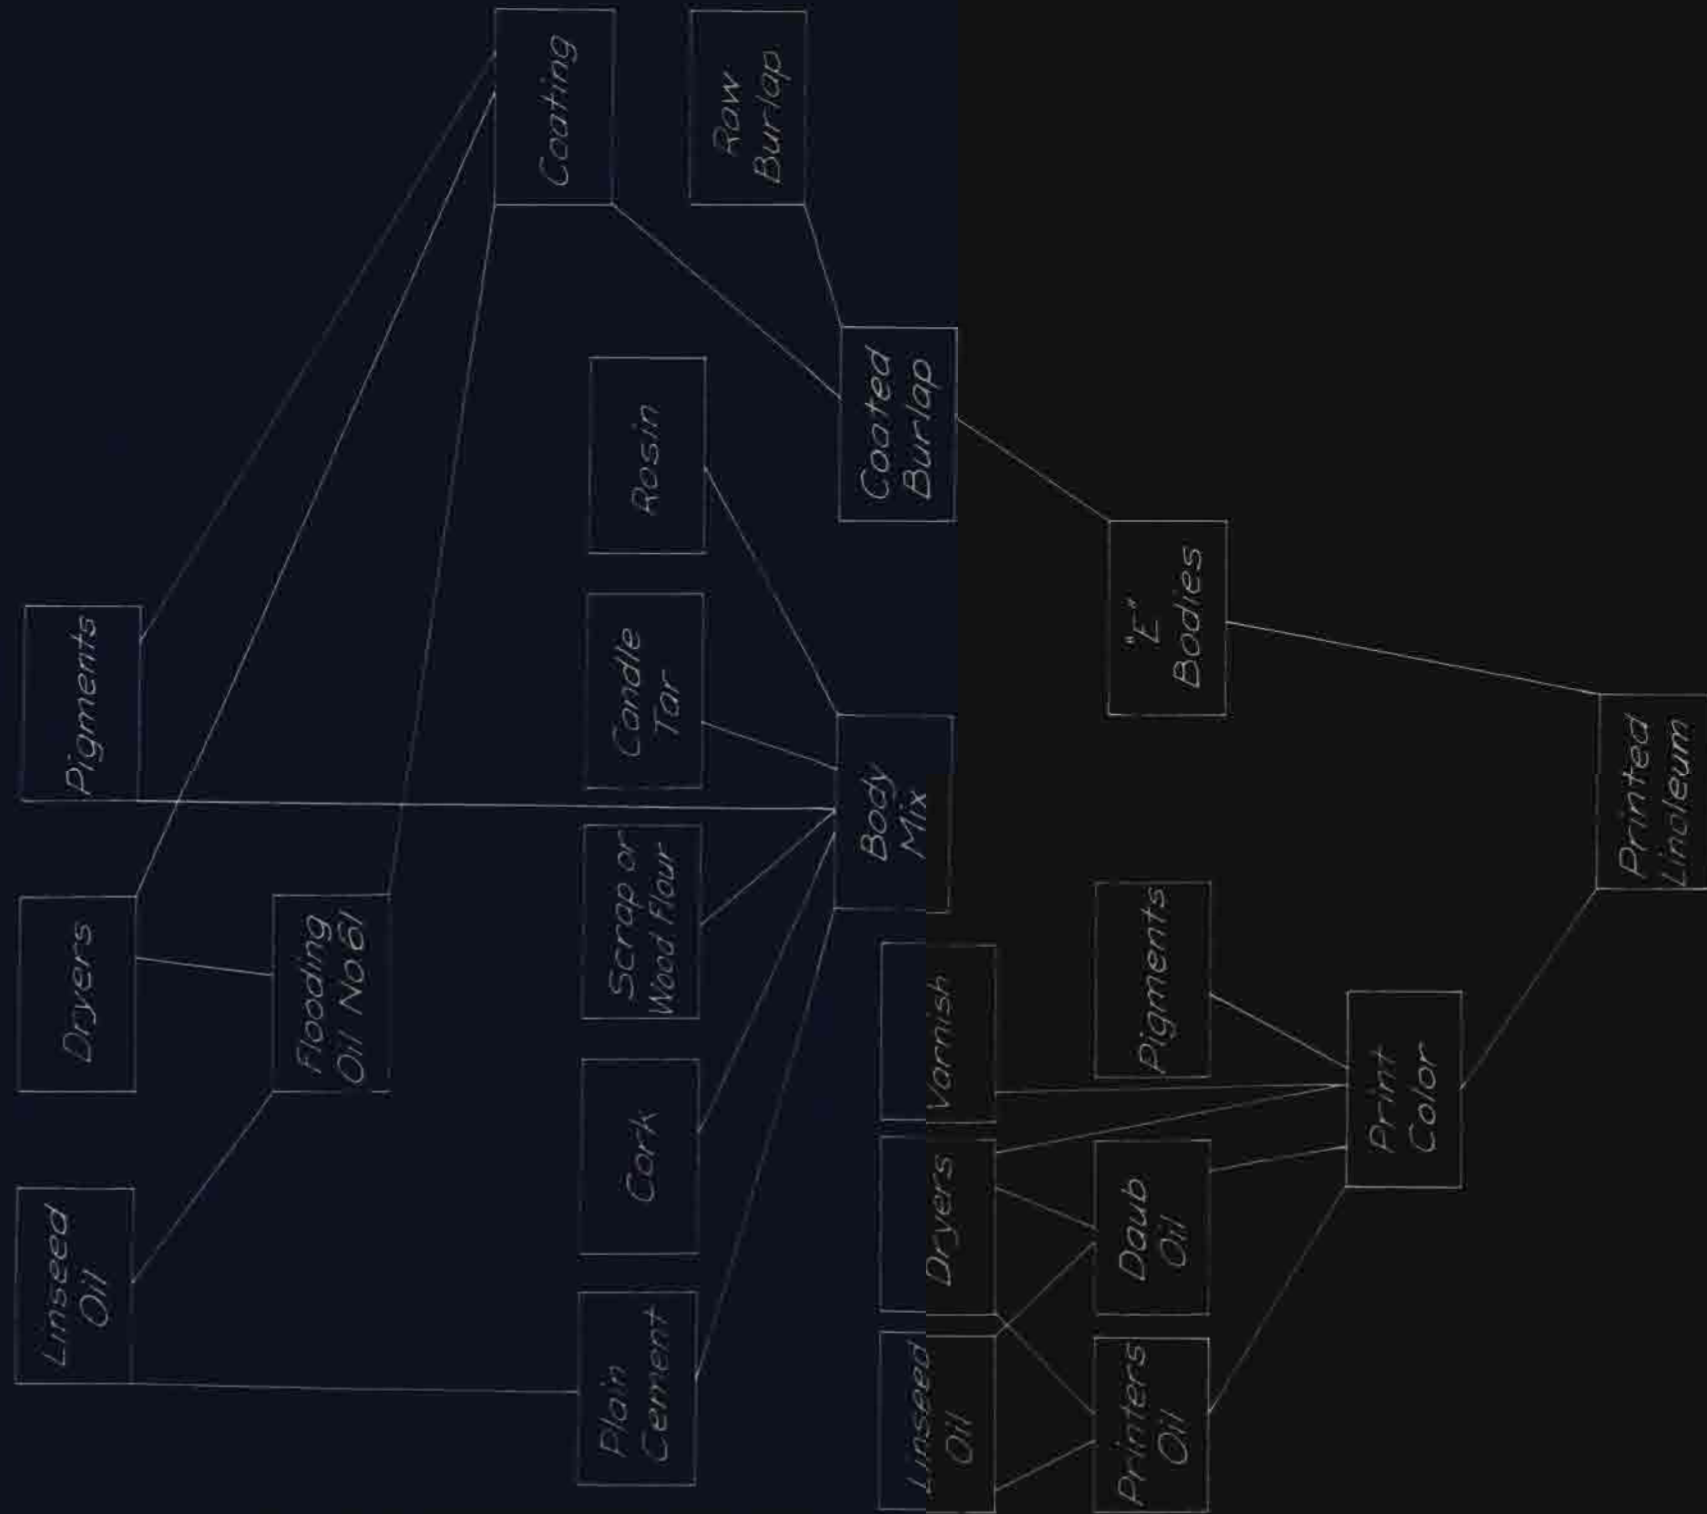 Linseed
Oil
Dryers
Pigments
Flooding
Oil No.61
Coating
Plain
Cement
Cork
Scrap or
Wood Flour
Candle
Tar
Rosin
Raw
Burlap
Body
Mix
Coated
Burlap
Linseed
Oil
Dryers
Varnish
Printers
Oil
Daub
Oil
Pigments
"E"
Bodies
Print
Color
Printed
Linoleum